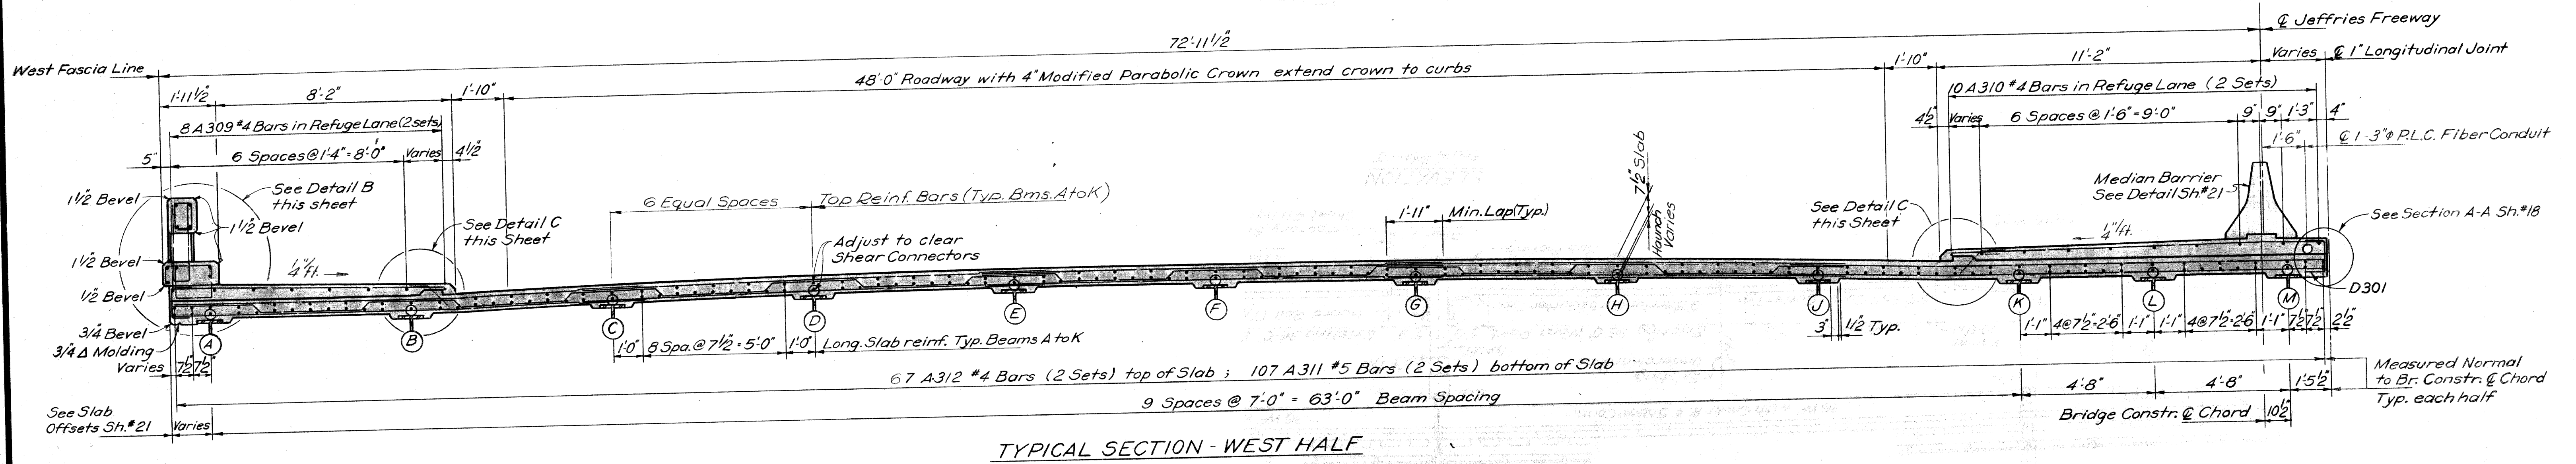 ℄ Jeffries Freeway
72'-11½"
West Fascia Line
Varies
℄ 1" Longitudinal Joint
48'-0" Roadway with 4" Modified Parabolic Crown extend crown to curbs
1'-10"
11'-2"
1'-11½"
8'-2"
1'-10"
10 A310 #4 Bars in Refuge Lane (2 Sets)
8 A309 #4 Bars in Refuge Lane (2 sets)
4½"
Varies
6 Spaces @ 1'-6" = 9'-0"
9"
9"
1'-3"
4"
5"
6 Spaces @ 1'-4" = 8'-0"
Varies
4½"
1'-6"
℄ 1-3"φ P.L.C. Fiber Conduit
7½" Slab
Haunch
Varies
1½" Bevel
See Detail B
this sheet
1½" Bevel
6 Equal Spaces
Top Reinf. Bars (Typ. Bms. A to K)
1'-11"
Min. Lap (Typ.)
Median Barrier
See Detail Sh.#21
See Detail C
this Sheet
See Detail C
this Sheet
See Section A-A Sh.#18
1½" Bevel
¼"/ft.
Adjust to clear
Shear Connectors
¼"/ft.
½" Bevel
D301
¾" Bevel
¾" Δ Molding
A
B
C
D
E
F
G
H
J
K
L
M
Varies
7½"
7½"
1'-0"
8 Spa. @ 7½" = 5'-0"
1'-0"
Long. Slab reinf. Typ. Beams A to K
3"
½" Typ.
1'-1"
4@7½"=2'-6"
1'-1"
1'-1"
4@7½"=2'-6"
1'-1"
7½"
7½"
2½"
67 A312 #4 Bars (2 Sets) top of Slab ; 107 A311 #5 Bars (2 Sets) bottom of Slab
Measured Normal
to Br. Constr. ℄ Chord
Typ. each half
4'-8"
4'-8"
1'-5½"
9 Spaces @ 7'-0" = 63'-0" Beam Spacing
See Slab
Offsets Sh.#21
Varies
Bridge Constr. ℄ Chord
10½"
TYPICAL SECTION - WEST HALF